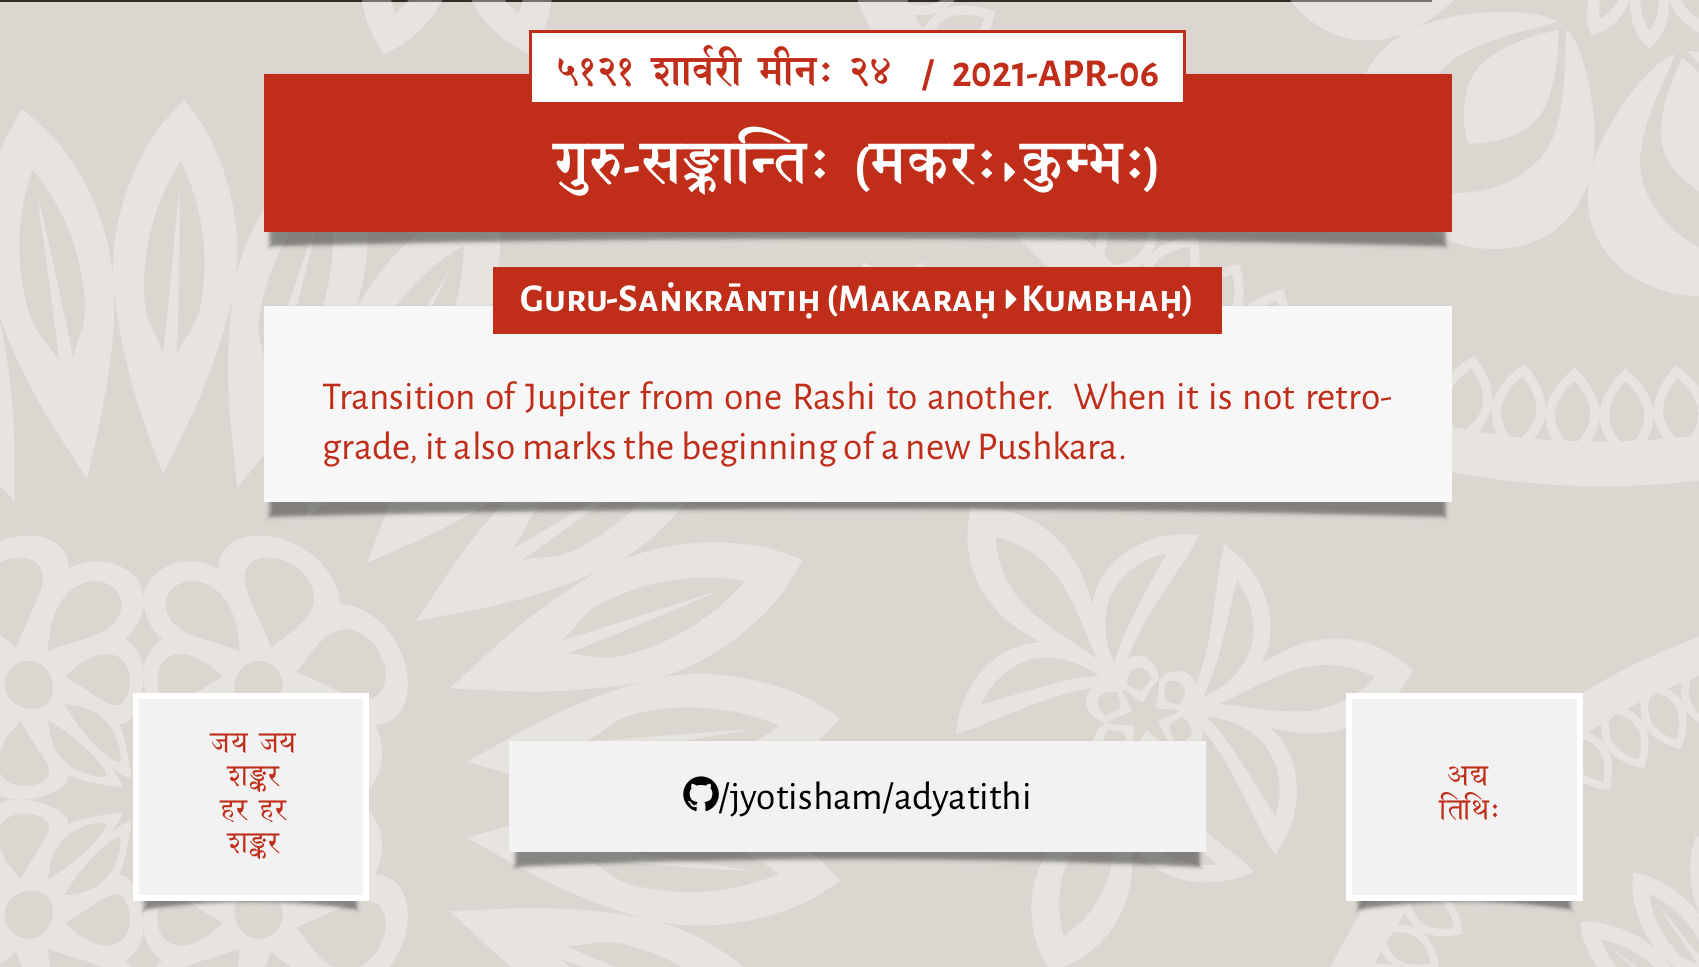 ५१२१ शार्वरी मीनः २४ / 2021-APR-06
गुरु-सङ्क्रान्तिः (मकरः▸कुम्भः)
Guru-Saṅkrāntiḥ (Makaraḥ▸Kumbhaḥ)
Transition of Jupiter from one Rashi to another. When it is not retro-
grade, it also marks the beginning of a new Pushkara.
जय जय
शङ्कर
हर हर
शङ्कर
/jyotisham/adyatithi
अद्य
तिथिः